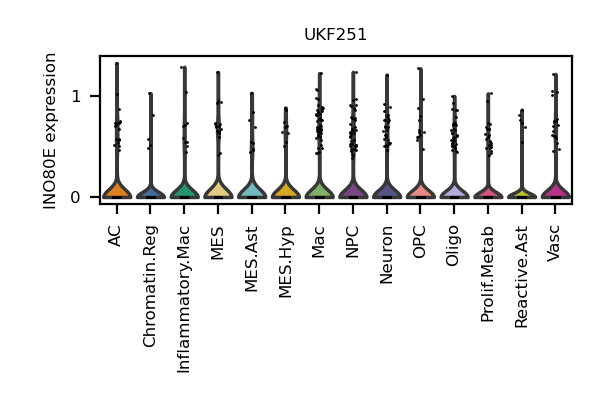 UKF251
INO80E expression
1
0
AC
Chromatin.Reg
Inflammatory.Mac
MES
MES.Ast
MES.Hyp
Mac
NPC
Neuron
OPC
Oligo
Prolif.Metab
Reactive.Ast
Vasc